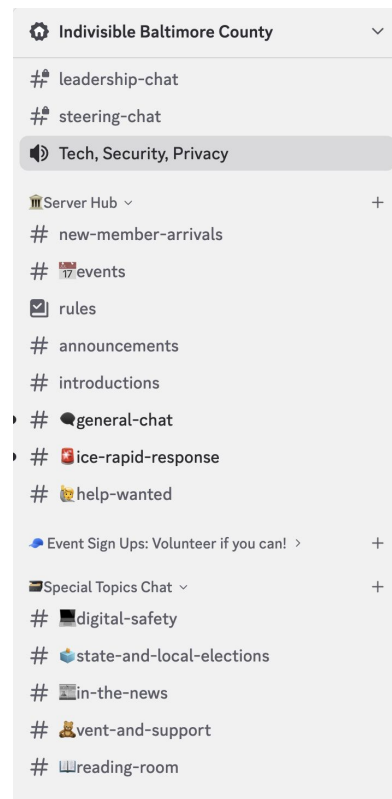 Indivisible Baltimore County
leadership-chat
steering-chat
Tech, Security, Privacy
🏛️Server Hub
# new-member-arrivals
# 📅events
rules
# announcements
# introductions
# 🗨️general-chat
# 🚨ice-rapid-response
# 🙋help-wanted
🧢 Event Sign Ups: Volunteer if you can! >
🗃️Special Topics Chat
# 💻digital-safety
# 🗳️state-and-local-elections
# 📰in-the-news
# 🧸vent-and-support
# 📖reading-room